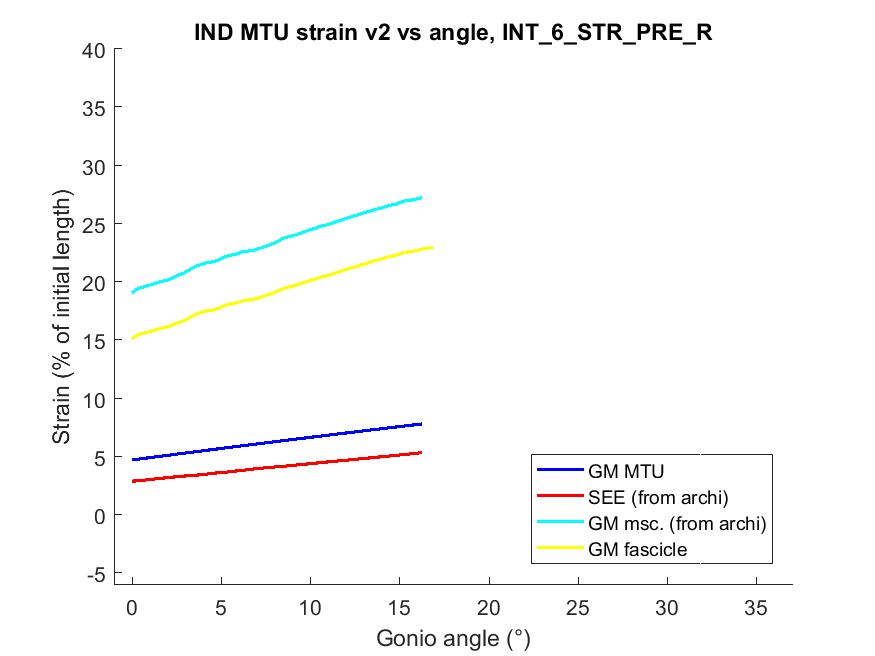 IND MTU strain v2 vs angle, INT_6_STR_PRE_R
40
35
30
25
20
15
10
5
0
-5
Strain (% of initial length)
0 5 10 15 20 25 30 35
Gonio angle (°)
GM MTU
SEE (from archi)
GM msc. (from archi)
GM fascicle